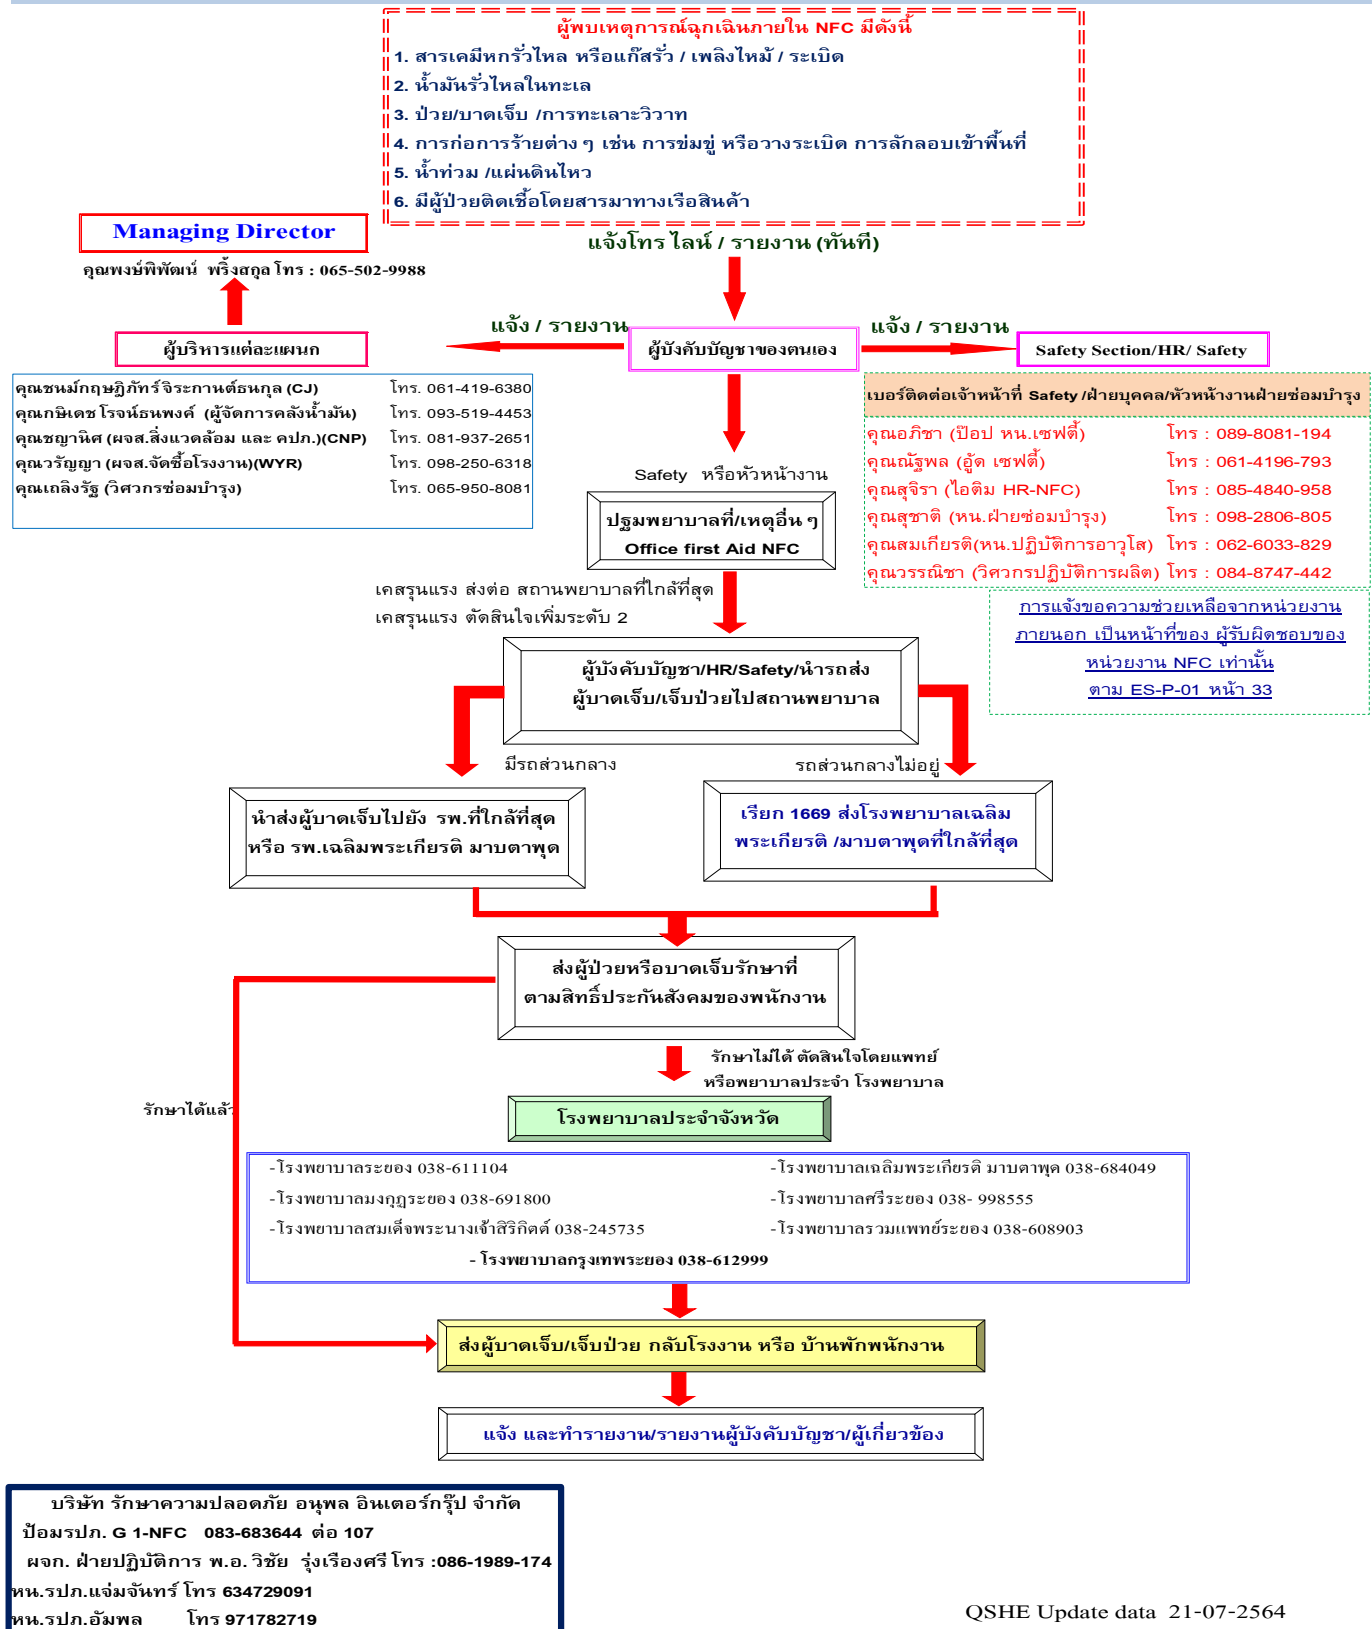 ผู้พบเหตุการณ์ฉุกเฉินภายใน NFC มีดังนี้
1. สารเคมีหกรั่วไหล หรือแก๊สรั่ว / เพลิงไหม้ / ระเบิด
2. น้ำมันรั่วไหลในทะเล
3. ป่วย/บาดเจ็บ /การทะเลาะวิวาท
4. การก่อการร้ายต่าง ๆ เช่น การข่มขู่ หรือวางระเบิด การลักลอบเข้าพื้นที่
5. น้ำท่วม /แผ่นดินไหว
6. มีผู้ป่วยติดเชื้อโดยสารมาทางเรือสินค้า
แจ้งโทร ไลน์ / รายงาน (ทันที)
Managing Director
คุณพงษ์พิพัฒน์ พริ้งสกุล โทร : 065-502-9988
ผู้บริหารแต่ละแผนก
แจ้ง / รายงาน
ผู้บังคับบัญชาของตนเอง
แจ้ง / รายงาน
Safety Section/HR/ Safety
คุณชนม์กฤษฏิภัทร์ จิระกานต์ธนกุล (CJ) โทร. 061-419-6380
คุณกษิเดช โรจน์ธนพงค์ (ผู้จัดการคลังน้ำมัน) โทร. 093-519-4453
คุณชญานิศ (ผจส.สิ่งแวดล้อม และ คปภ.)(CNP) โทร. 081-937-2651
คุณวรัญญา (ผจส.จัดซื้อโรงงาน)(WYR) โทร. 098-250-6318
คุณเถลิงรัฐ (วิศวกรซ่อมบำรุง) โทร. 065-950-8081
เบอร์ติดต่อเจ้าหน้าที่ Safety /ฝ่ายบุคคล/หัวหน้างานฝ่ายซ่อมบำรุง
คุณอภิชา (ป๊อป หน.เซฟตี้) โทร : 089-8081-194
คุณณัฐพล (อู๊ด เซฟตี้) โทร : 061-4196-793
คุณสุจิรา (ไอติม HR-NFC) โทร : 085-4840-958
คุณสุชาติ (หน.ฝ่ายซ่อมบำรุง) โทร : 098-2806-805
คุณสมเกียรติ(หน.ปฏิบัติการอาวุโส) โทร : 062-6033-829
คุณวรรณิชา (วิศวกรปฏิบัติการผลิต) โทร : 084-8747-442
Safety หรือหัวหน้างาน
ปฐมพยาบาลที่/เหตุอื่น ๆ
Office first Aid NFC
เคสรุนแรง ส่งต่อ สถานพยาบาลที่ใกล้ที่สุด
เคสรุนแรง ตัดสินใจเพิ่มระดับ 2
การแจ้งขอความช่วยเหลือจากหน่วยงาน
ภายนอก เป็นหน้าที่ของ ผู้รับผิดชอบของ
หน่วยงาน NFC เท่านั้น
ตาม ES-P-01 หน้า 33
ผู้บังคับบัญชา/HR/Safety/นำรถส่ง
ผู้บาดเจ็บ/เจ็บป่วยไปสถานพยาบาล
มีรถส่วนกลาง
รถส่วนกลางไม่อยู่
นำส่งผู้บาดเจ็บไปยัง รพ.ที่ใกล้ที่สุด
หรือ รพ.เฉลิมพระเกียรติ มาบตาพุด
เรียก 1669 ส่งโรงพยาบาลเฉลิม
พระเกียรติ /มาบตาพุดที่ใกล้ที่สุด
ส่งผู้ป่วยหรือบาดเจ็บรักษาที่
ตามสิทธิ์ประกันสังคมของพนักงาน
รักษาไม่ได้ ตัดสินใจโดยแพทย์
หรือพยาบาลประจำ โรงพยาบาล
รักษาได้แล้ว
โรงพยาบาลประจำจังหวัด
-โรงพยาบาลระยอง 038-611104
-โรงพยาบาลเฉลิมพระเกียรติ มาบตาพุด 038-684049
-โรงพยาบาลมงกุฎระยอง 038-691800
-โรงพยาบาลศรีระยอง 038- 998555
-โรงพยาบาลสมเด็จพระนางเจ้าสิริกิตต์ 038-245735
-โรงพยาบาลรวมแพทย์ระยอง 038-608903
- โรงพยาบาลกรุงเทพระยอง 038-612999
ส่งผู้บาดเจ็บ/เจ็บป่วย กลับโรงงาน หรือ บ้านพักพนักงาน
แจ้ง และทำรายงาน/รายงานผู้บังคับบัญชา/ผู้เกี่ยวข้อง
บริษัท รักษาความปลอดภัย อนุพล อินเตอร์กรุ๊ป จำกัด
ป้อมรปภ. G 1-NFC 083-683644 ต่อ 107
ผจก. ฝ่ายปฏิบัติการ พ.อ. วิชัย รุ่งเรืองศรี โทร :086-1989-174
หน.รปภ.แจ่มจันทร์ โทร 634729091
หน.รปภ.อัมพล โทร 971782719
QSHE Update data 21-07-2564